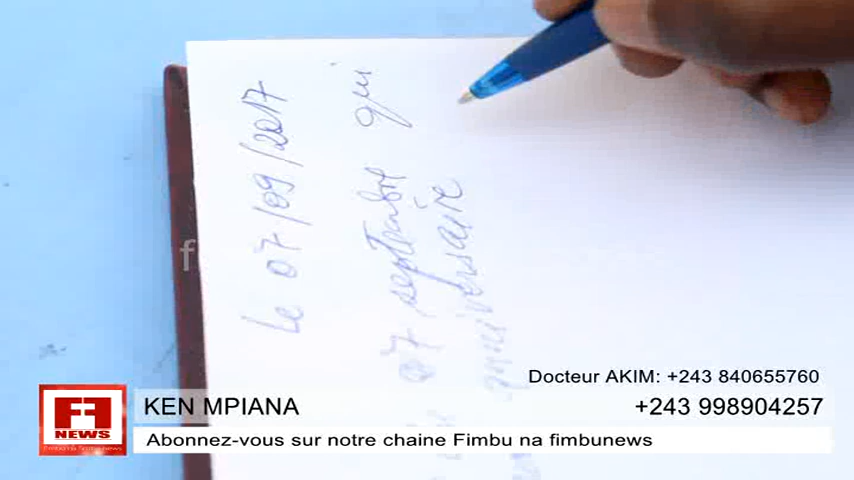 Le 07/09/2017
07 septembre qui
anniversaire
Docteur AKIM: +243 840655760
KEN MPIANA
+243 998904257
Abonnez-vous sur notre chaine Fimbu na fimbunews
NEWS